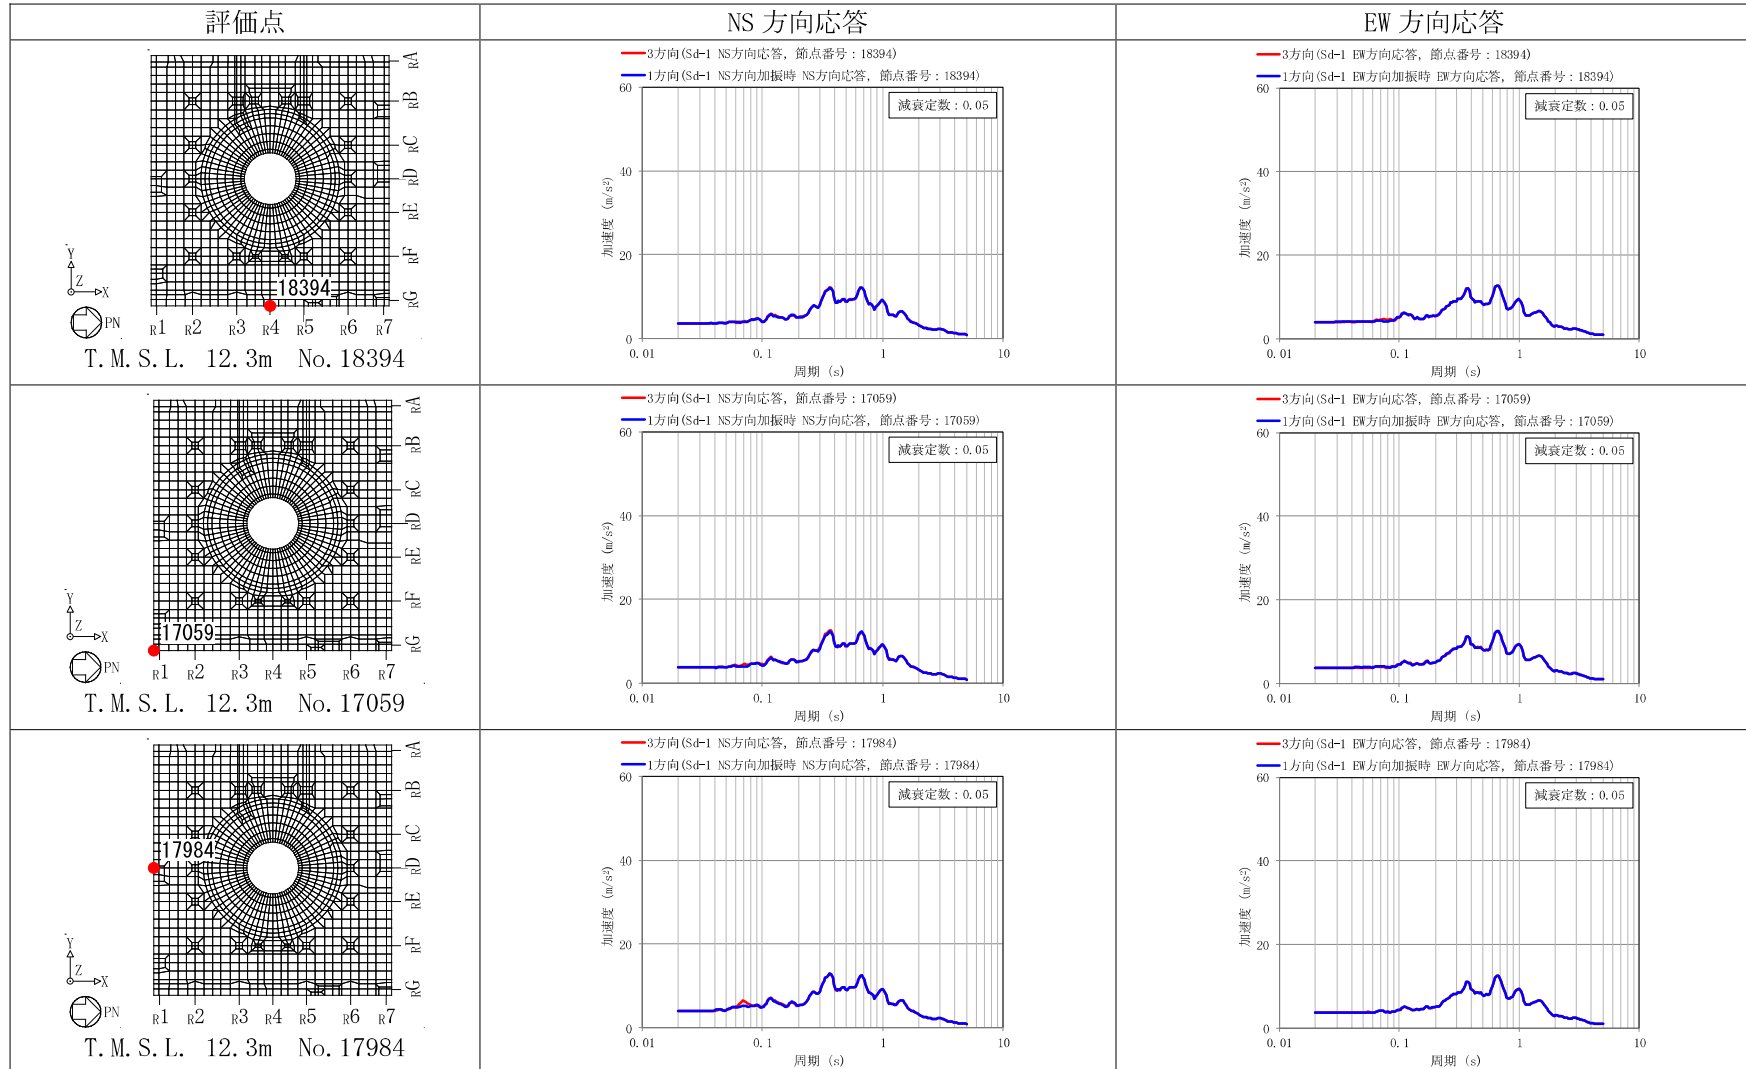 評価点
NS 方向応答
EW 方向応答
RA
RB
RC
RD
RE
RF
RG
18394
Y
Z
X
PN
R1 R2 R3 R4 R5 R6 R7
T.M.S.L. 12.3m No.18394
3方向(Sd-1 NS方向応答, 節点番号:18394)
1方向(Sd-1 NS方向加振時 NS方向応答, 節点番号:18394)
減衰定数:0.05
60
40
20
0
加速度 (m/s²)
0.01 0.1 1 10
周期 (s)
3方向(Sd-1 EW方向応答, 節点番号:18394)
1方向(Sd-1 EW方向加振時 EW方向応答, 節点番号:18394)
減衰定数:0.05
60
40
20
0
加速度 (m/s²)
0.01 0.1 1 10
周期 (s)
RA
RB
RC
RD
RE
RF
RG
17059
Y
Z
X
PN
R1 R2 R3 R4 R5 R6 R7
T.M.S.L. 12.3m No.17059
3方向(Sd-1 NS方向応答, 節点番号:17059)
1方向(Sd-1 NS方向加振時 NS方向応答, 節点番号:17059)
減衰定数:0.05
60
40
20
0
加速度 (m/s²)
0.01 0.1 1 10
周期 (s)
3方向(Sd-1 EW方向応答, 節点番号:17059)
1方向(Sd-1 EW方向加振時 EW方向応答, 節点番号:17059)
減衰定数:0.05
60
40
20
0
加速度 (m/s²)
0.01 0.1 1 10
周期 (s)
RA
RB
RC
RD
RE
RF
RG
17984
Y
Z
X
PN
R1 R2 R3 R4 R5 R6 R7
T.M.S.L. 12.3m No.17984
3方向(Sd-1 NS方向応答, 節点番号:17984)
1方向(Sd-1 NS方向加振時 NS方向応答, 節点番号:17984)
減衰定数:0.05
60
40
20
0
加速度 (m/s²)
0.01 0.1 1 10
周期 (s)
3方向(Sd-1 EW方向応答, 節点番号:17984)
1方向(Sd-1 EW方向加振時 EW方向応答, 節点番号:17984)
減衰定数:0.05
60
40
20
0
加速度 (m/s²)
0.01 0.1 1 10
周期 (s)